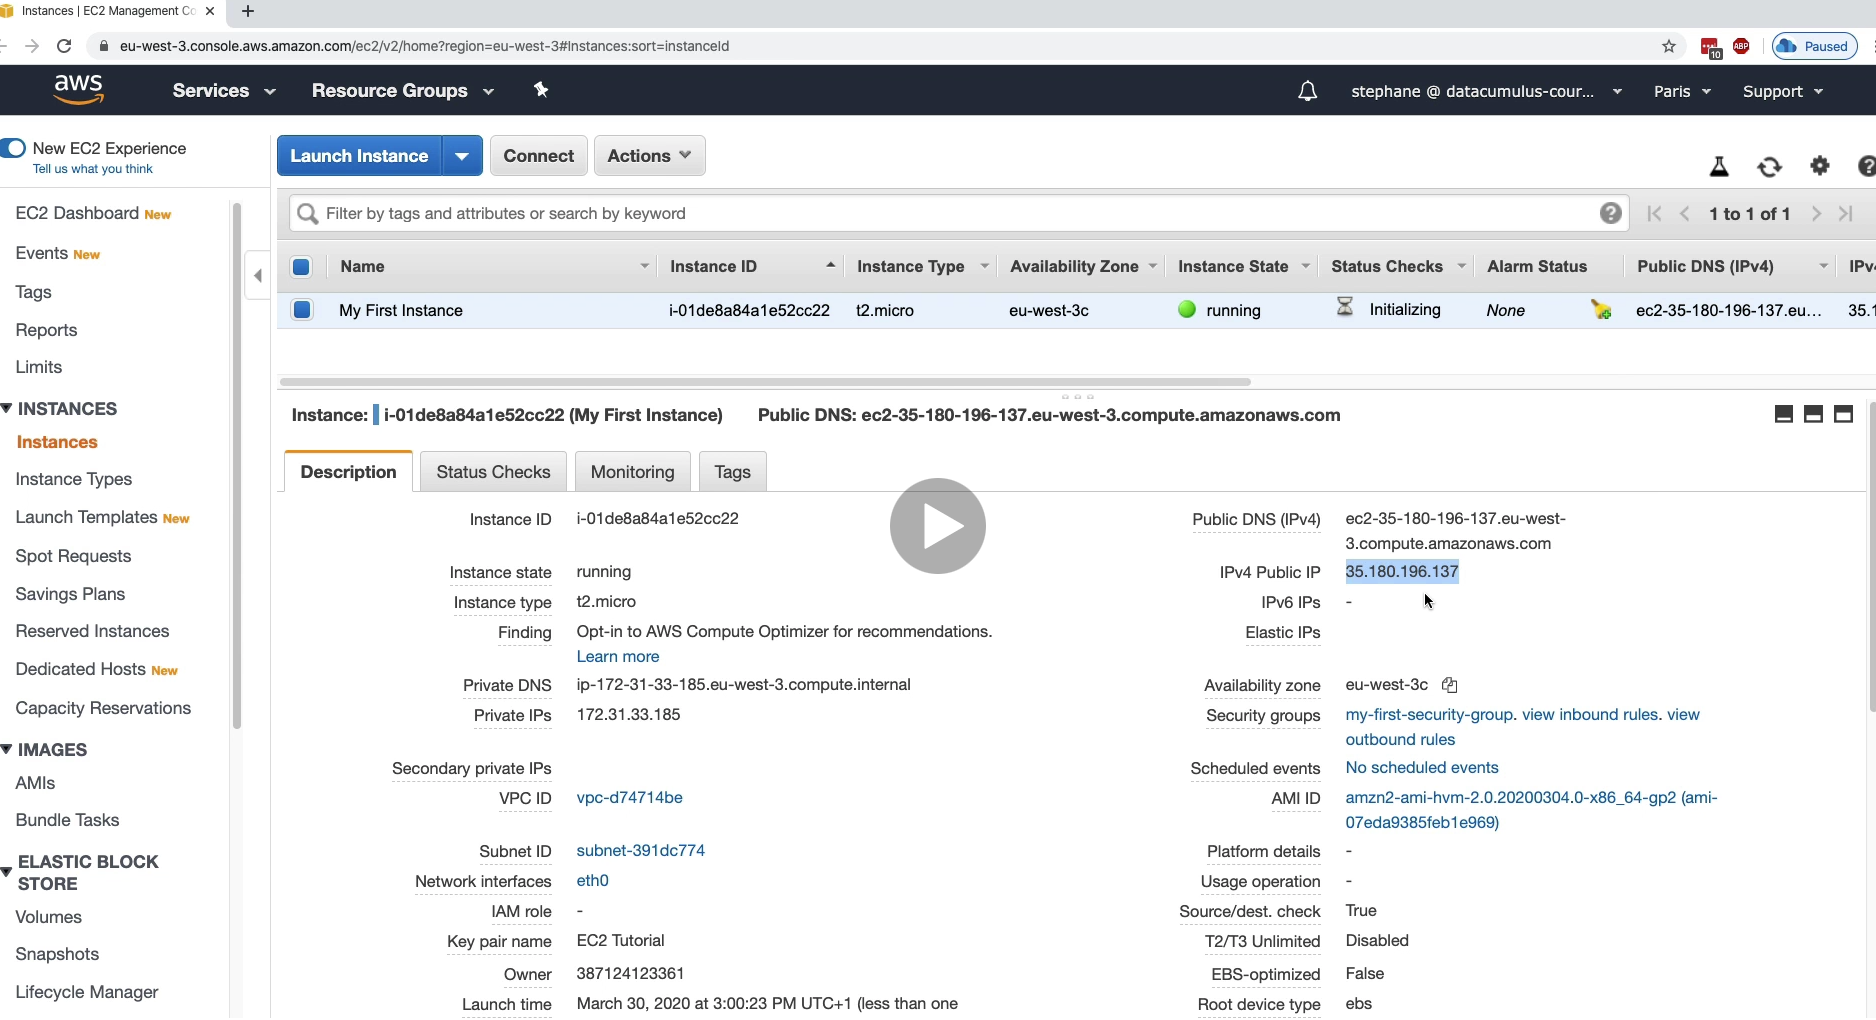 Instances | EC2 Management Co
eu-west-3.console.aws.amazon.com/ec2/v2/home?region=eu-west-3#Instances:sort=instanceId
10
ABP
Paused
aws
Services
Resource Groups
stephane @ datacumulus-cour...
Paris
Support
New EC2 Experience
Tell us what you think
Launch Instance
Connect
Actions
EC2 Dashboard New
Events New
Tags
Reports
Limits
INSTANCES
Instances
Instance Types
Launch Templates New
Spot Requests
Savings Plans
Reserved Instances
Dedicated Hosts New
Capacity Reservations
IMAGES
AMIs
Bundle Tasks
ELASTIC BLOCK
STORE
Volumes
Snapshots
Lifecycle Manager
Filter by tags and attributes or search by keyword
1 to 1 of 1
Name Instance ID Instance Type Availability Zone Instance State Status Checks Alarm Status Public DNS (IPv4) IPv4
My First Instance i-01de8a84a1e52cc22 t2.micro eu-west-3c running Initializing None ec2-35-180-196-137.eu... 35.1
Instance: i-01de8a84a1e52cc22 (My First Instance) Public DNS: ec2-35-180-196-137.eu-west-3.compute.amazonaws.com
Description Status Checks Monitoring Tags
Instance ID i-01de8a84a1e52cc22
Instance state running
Instance type t2.micro
Finding Opt-in to AWS Compute Optimizer for recommendations.
Learn more
Private DNS ip-172-31-33-185.eu-west-3.compute.internal
Private IPs 172.31.33.185
Secondary private IPs
VPC ID vpc-d74714be
Subnet ID subnet-391dc774
Network interfaces eth0
IAM role -
Key pair name EC2 Tutorial
Owner 387124123361
Launch time March 30, 2020 at 3:00:23 PM UTC+1 (less than one
Public DNS (IPv4) ec2-35-180-196-137.eu-west-
3.compute.amazonaws.com
IPv4 Public IP 35.180.196.137
IPv6 IPs -
Elastic IPs
Availability zone eu-west-3c
Security groups my-first-security-group. view inbound rules. view
outbound rules
Scheduled events No scheduled events
AMI ID amzn2-ami-hvm-2.0.20200304.0-x86_64-gp2 (ami-
07eda9385feb1e969)
Platform details -
Usage operation -
Source/dest. check True
T2/T3 Unlimited Disabled
EBS-optimized False
Root device type ebs